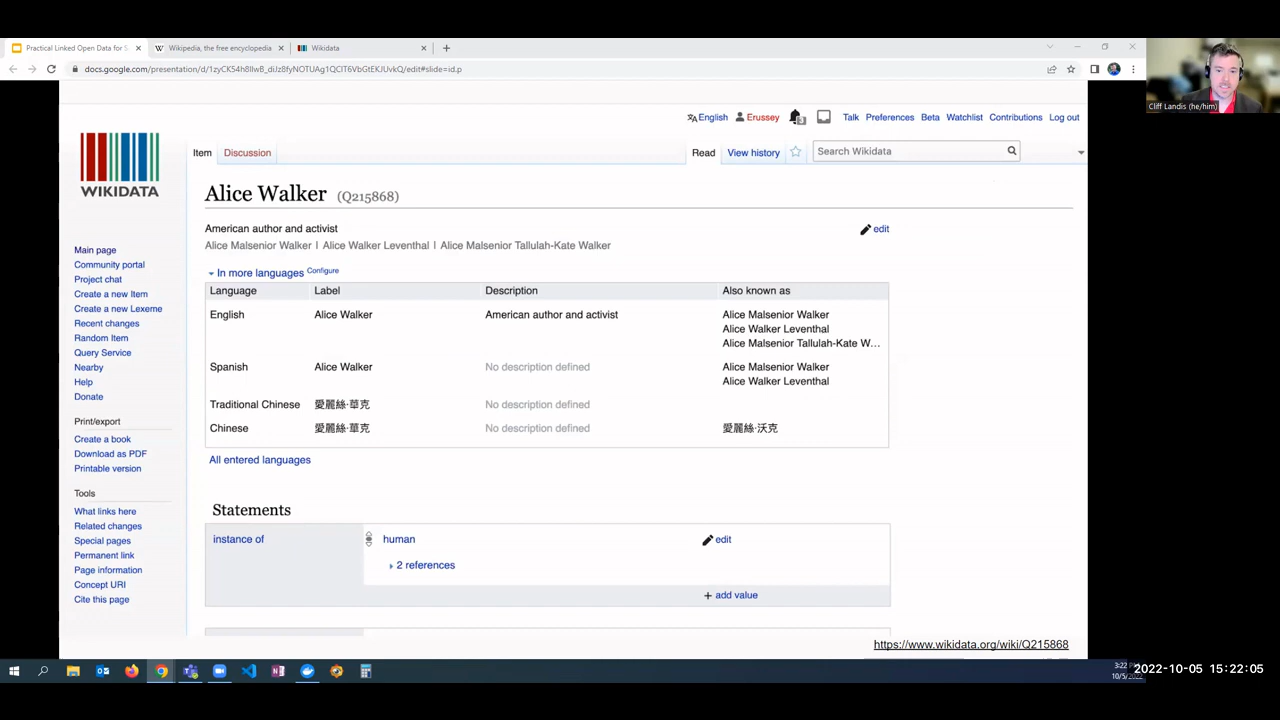 Practical Linked Open Data for S
Wikipedia, the free encyclopedia
Wikidata
docs.google.com/presentation/d/1zyCK54h8IlwB_diJz8fyNOTUAg1QCIT6VbGtEKJUvkQ/edit#slide=id.p
Cliff Landis (he/him)
English Erussey 3 Talk Preferences Beta Watchlist Contributions Log out
Item Discussion Read View history Search Wikidata
WIKIDATA
Alice Walker (Q215868)
American author and activist edit
Alice Malsenior Walker | Alice Walker Leventhal | Alice Malsenior Tallulah-Kate Walker
In more languages Configure
Language Label Description Also known as
English Alice Walker American author and activist Alice Malsenior Walker
Alice Walker Leventhal
Alice Malsenior Tallulah-Kate W...
Spanish Alice Walker No description defined Alice Malsenior Walker
Alice Walker Leventhal
Traditional Chinese 愛麗絲·華克 No description defined
Chinese 愛麗絲·華克 No description defined 愛麗絲·沃克
All entered languages
Statements
instance of human edit
2 references
+ add value
https://www.wikidata.org/wiki/Q215868
Main page
Community portal
Project chat
Create a new Item
Create a new Lexeme
Recent changes
Random Item
Query Service
Nearby
Help
Donate
Print/export
Create a book
Download as PDF
Printable version
Tools
What links here
Related changes
Special pages
Permanent link
Page information
Concept URI
Cite this page
3:22
10/5/2022
2022-10-05 15:22:05